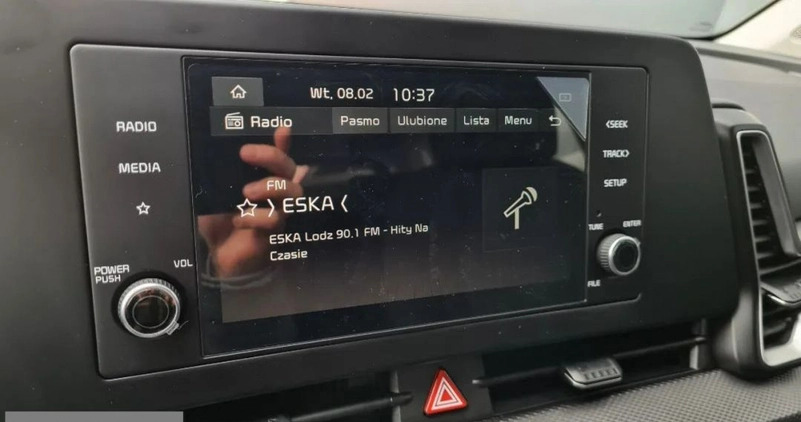 Wt, 08.02 10:37
Radio Pasmo Ulubione Lista Menu
FM
ESKA
ESKA Lodz 90.1 FM - Hity Na
Czasie
RADIO
MEDIA
POWER
PUSH
VOL
SEEK
TRACK
SETUP
TUNE
ENTER
FILE